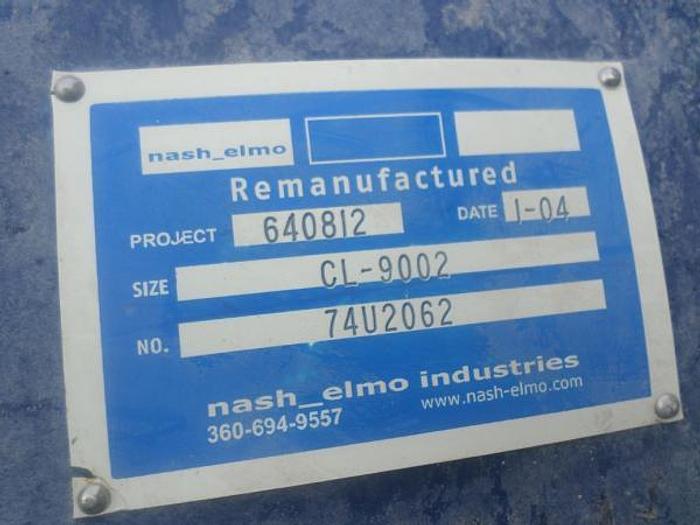 nash_elmo
Remanufactured
PROJECT 640812 DATE 1-04
SIZE CL-9002
NO. 74U2062
nash_elmo industries
360-694-9557 www.nash-elmo.com